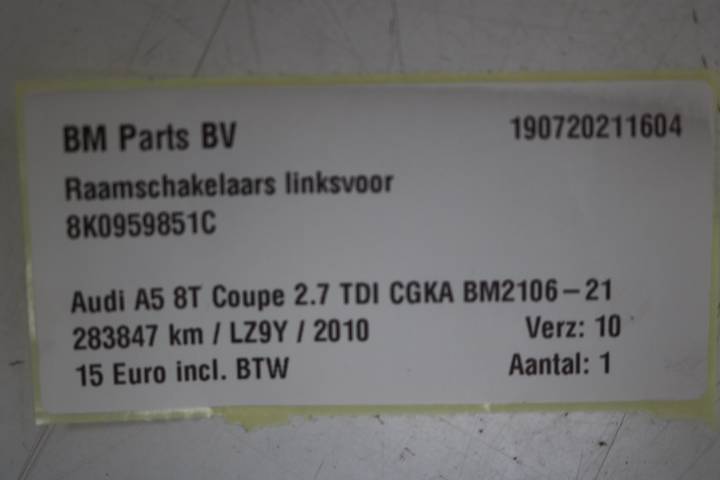 BM Parts BV 190720211604
Raamschakelaars linksvoor
8K0959851C
Audi A5 8T Coupe 2.7 TDI CGKA BM2106-21
283847 km / LZ9Y / 2010 Verz: 10
15 Euro incl. BTW Aantal: 1